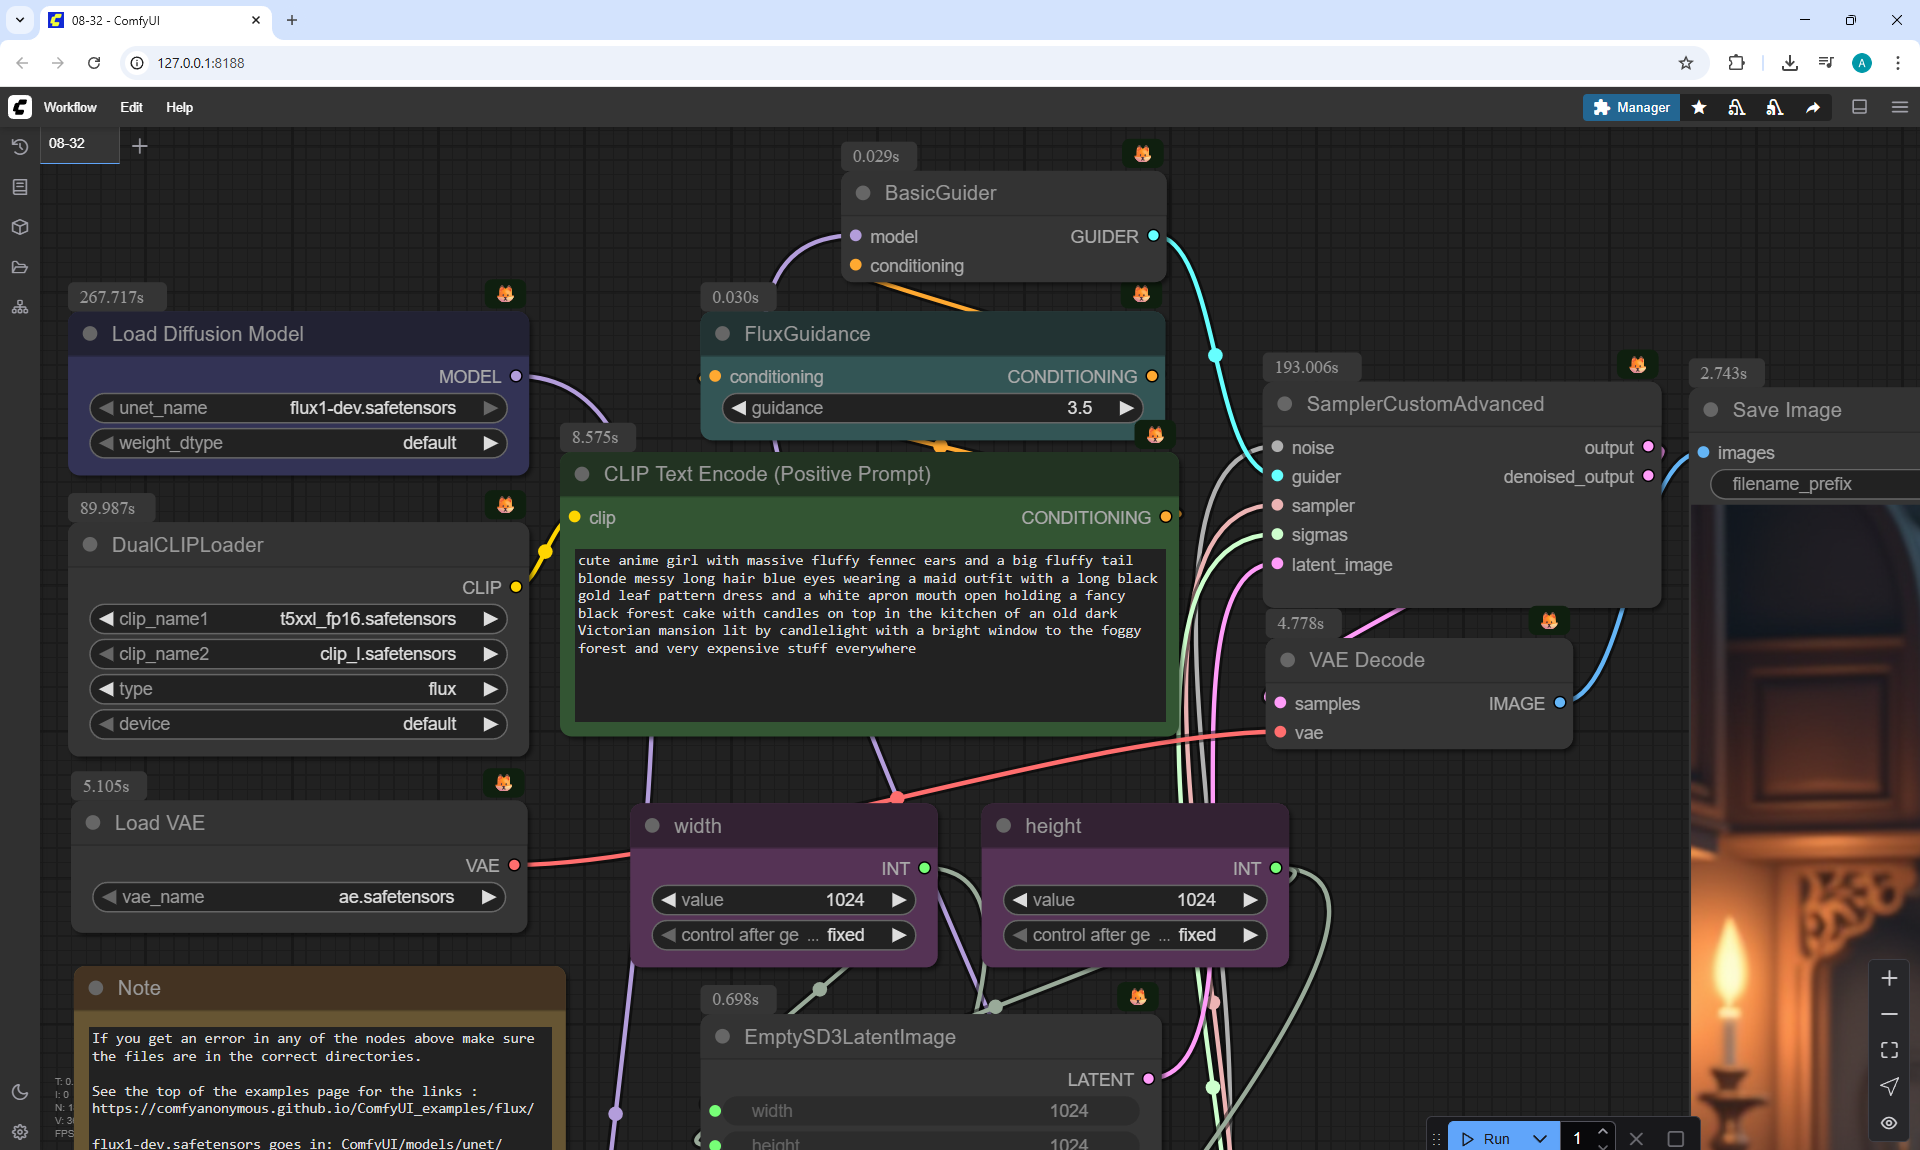 08-32 - ComfyUI
127.0.0.1:8188
Workflow Edit Help
Manager
08-32
0.029s
BasicGuider
model GUIDER
conditioning
267.717s
Load Diffusion Model
MODEL
unet_name flux1-dev.safetensors
weight_dtype default
0.030s
FluxGuidance
conditioning CONDITIONING
guidance 3.5
8.575s
CLIP Text Encode (Positive Prompt)
clip CONDITIONING
cute anime girl with massive fluffy fennec ears and a big fluffy tail
blonde messy long hair blue eyes wearing a maid outfit with a long black
gold leaf pattern dress and a white apron mouth open holding a fancy
black forest cake with candles on top in the kitchen of an old dark
Victorian mansion lit by candlelight with a bright window to the foggy
forest and very expensive stuff everywhere
193.006s
SamplerCustomAdvanced
noise output
guider denoised_output
sampler
sigmas
latent_image
2.743s
Save Image
images
filename_prefix
89.987s
DualCLIPLoader
CLIP
clip_name1 t5xxl_fp16.safetensors
clip_name2 clip_l.safetensors
type flux
device default
4.778s
VAE Decode
samples IMAGE
vae
5.105s
Load VAE
VAE
vae_name ae.safetensors
width
INT
value 1024
control after ge ... fixed
height
INT
value 1024
control after ge ... fixed
Note
If you get an error in any of the nodes above make sure
the files are in the correct directories.
See the top of the examples page for the links :
https://comfyanonymous.github.io/ComfyUI_examples/flux/
flux1-dev.safetensors goes in: ComfyUI/models/unet/
0.698s
EmptySD3LatentImage
LATENT
width 1024
height 1024
T: 0.
I: 0
N: 1
V: 3
FPS
Run 1
A